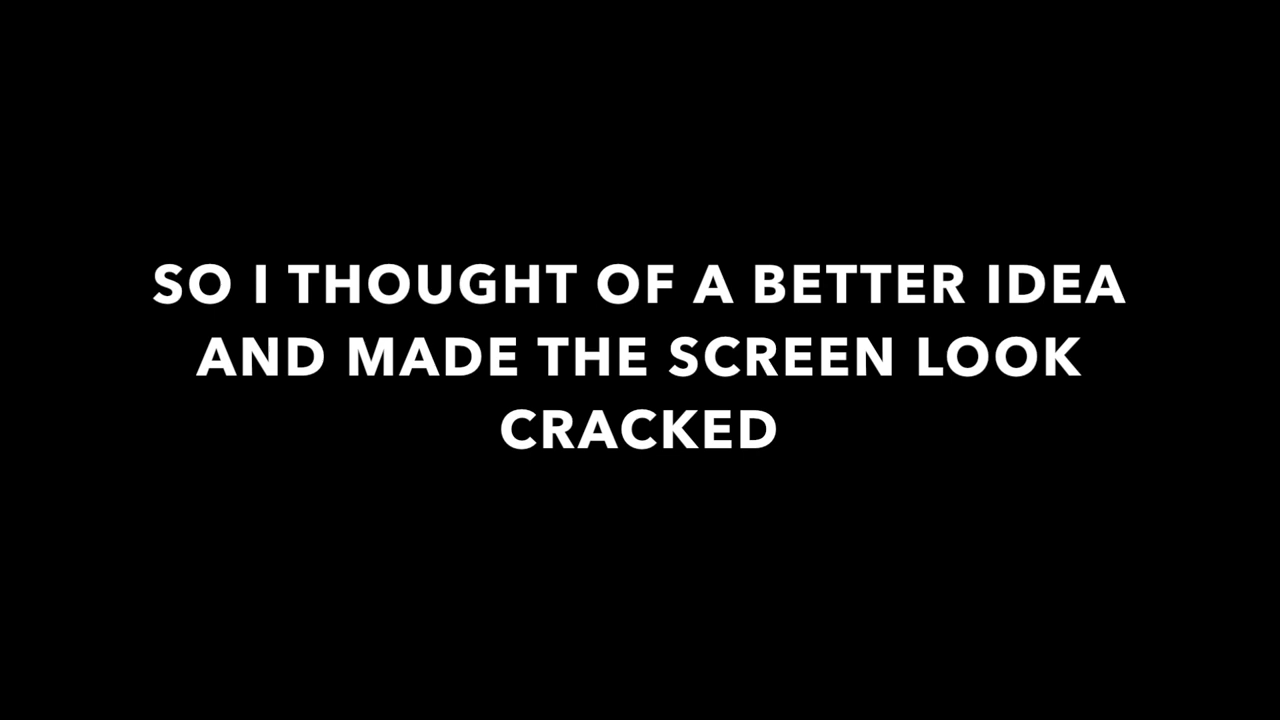 SO I THOUGHT OF A BETTER IDEA
AND MADE THE SCREEN LOOK
CRACKED